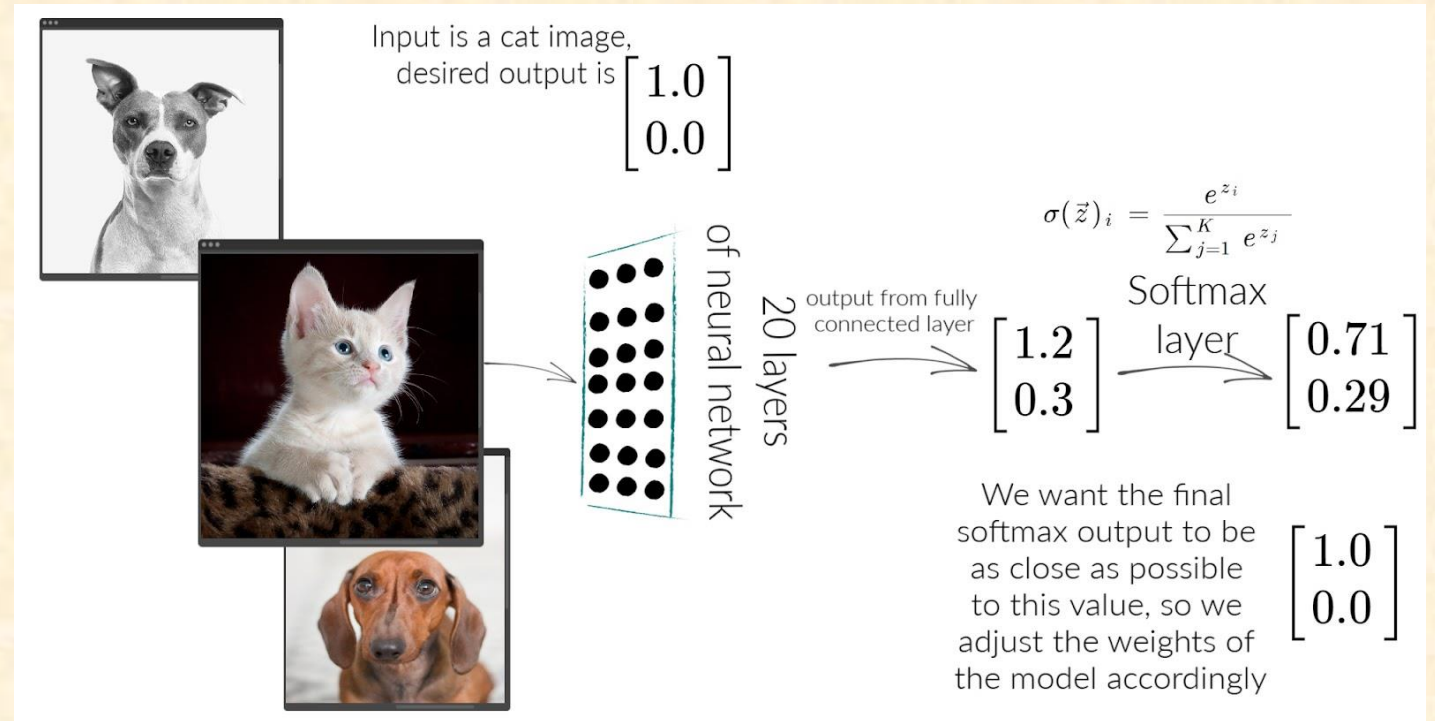 Input is a cat image,
desired output is
[1.0
0.0]
of neural network
20 layers
output from fully
connected layer
[1.2
0.3]
σ(z⃗)ᵢ = e^{zᵢ} / ∑_{j=1}^{K} e^{zⱼ}
Softmax
layer
[0.71
0.29]
We want the final
softmax output to be
as close as possible
to this value, so we
adjust the weights of
the model accordingly
[1.0
0.0]